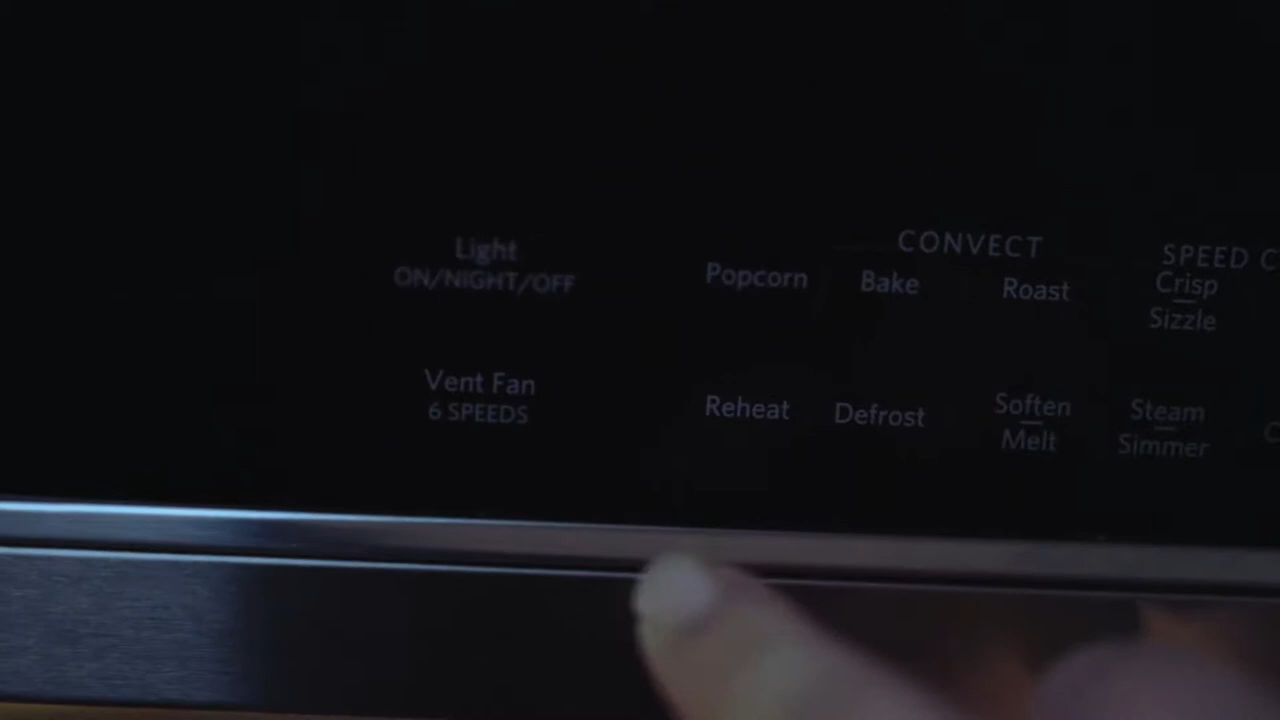 Light
ON/NIGHT/OFF
Vent Fan
6 SPEEDS
Popcorn
Reheat
CONVECT
Bake
Roast
Defrost
Soften
Melt
SPEED
Crisp
Sizzle
Steam
Simmer